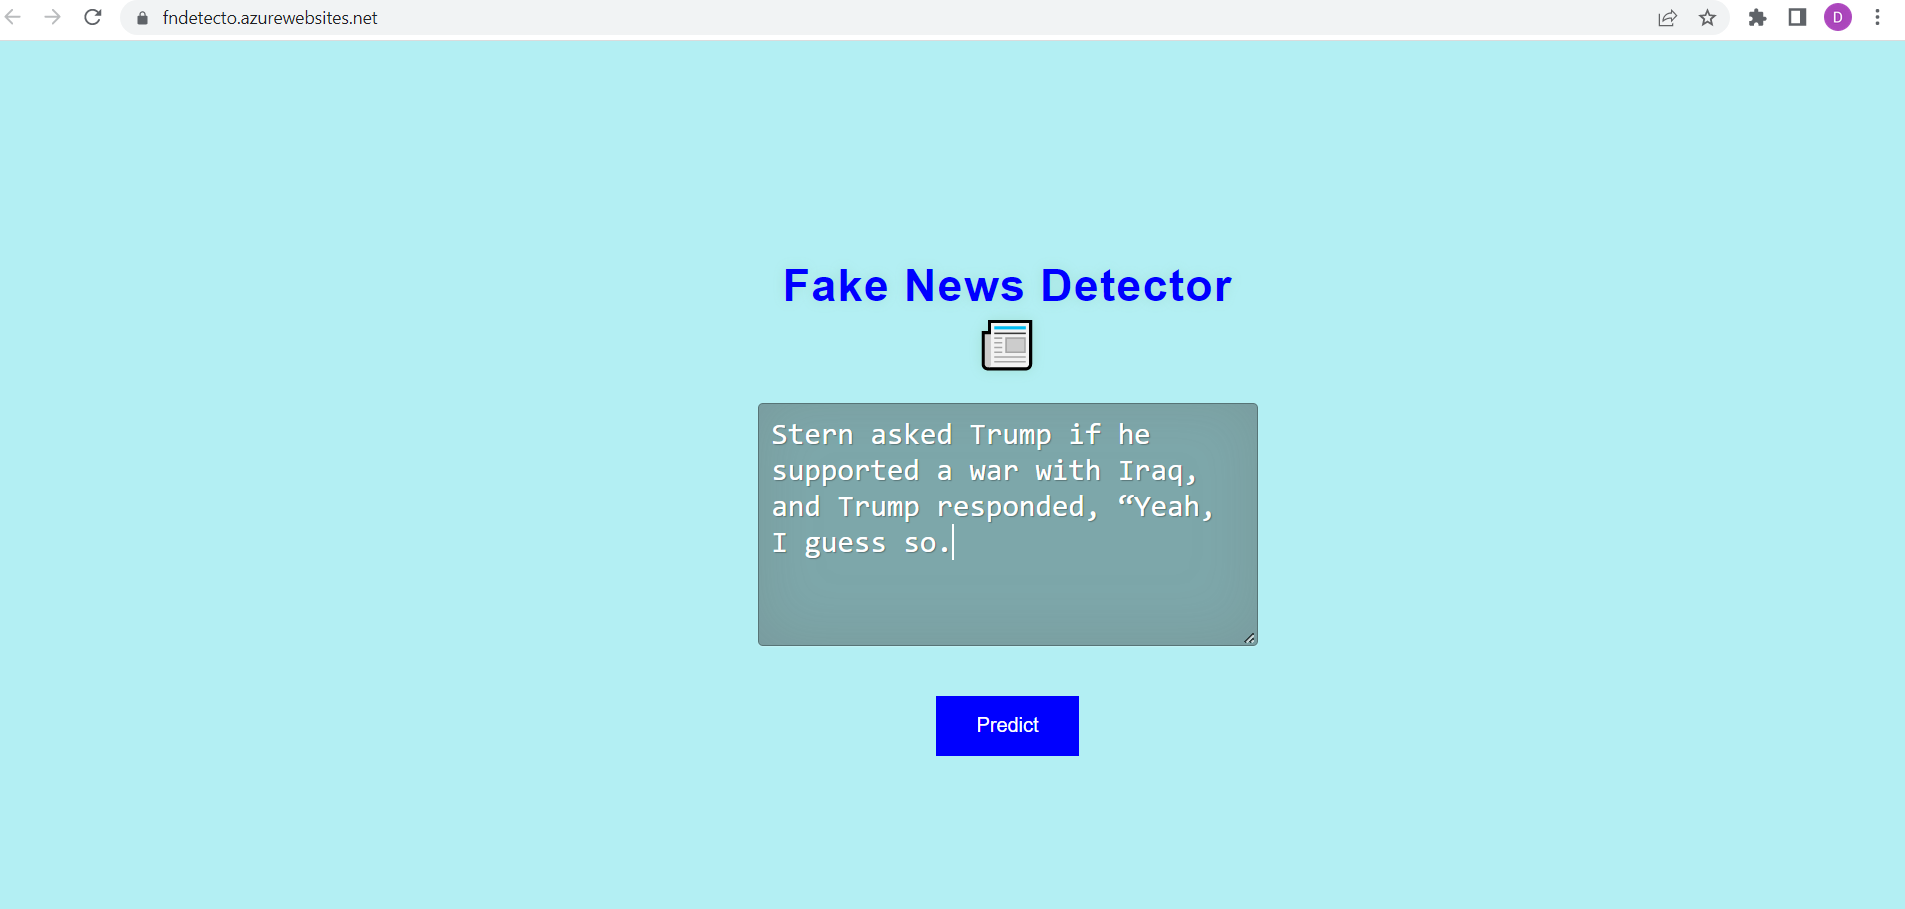 fndetecto.azurewebsites.net
D
Fake News Detector
Stern asked Trump if he
supported a war with Iraq,
and Trump responded, “Yeah,
I guess so.
Predict